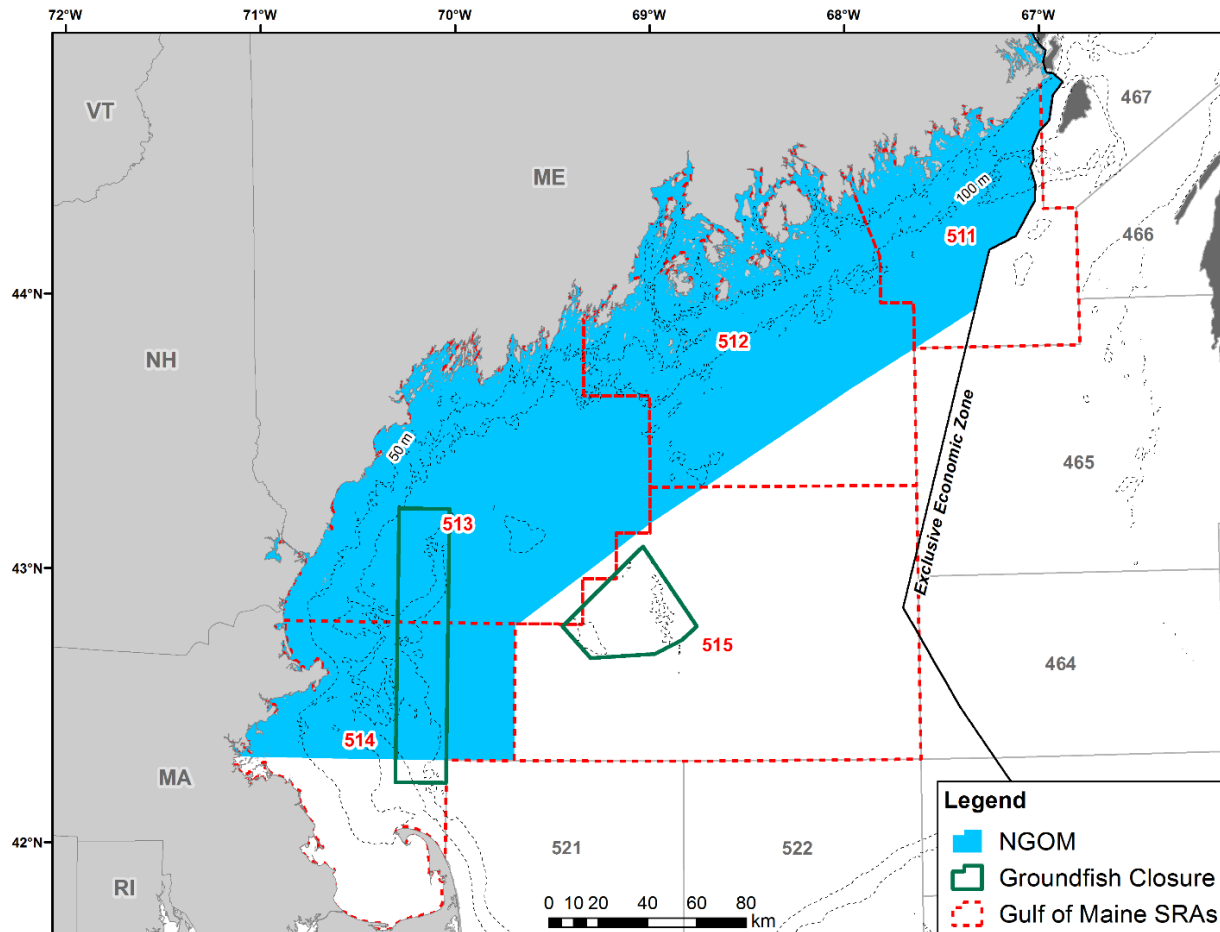 72°W 71°W 70°W 69°W 68°W 67°W
467
VT
ME
100 m
511
466
44°N
512
NH
Exclusive Economic Zone
50 m
465
513
43°N
515
464
514
MA
Legend
NGOM
42°N
521 522
Groundfish Closure
RI
Gulf of Maine SRAs
0 10 20 40 60 80
km